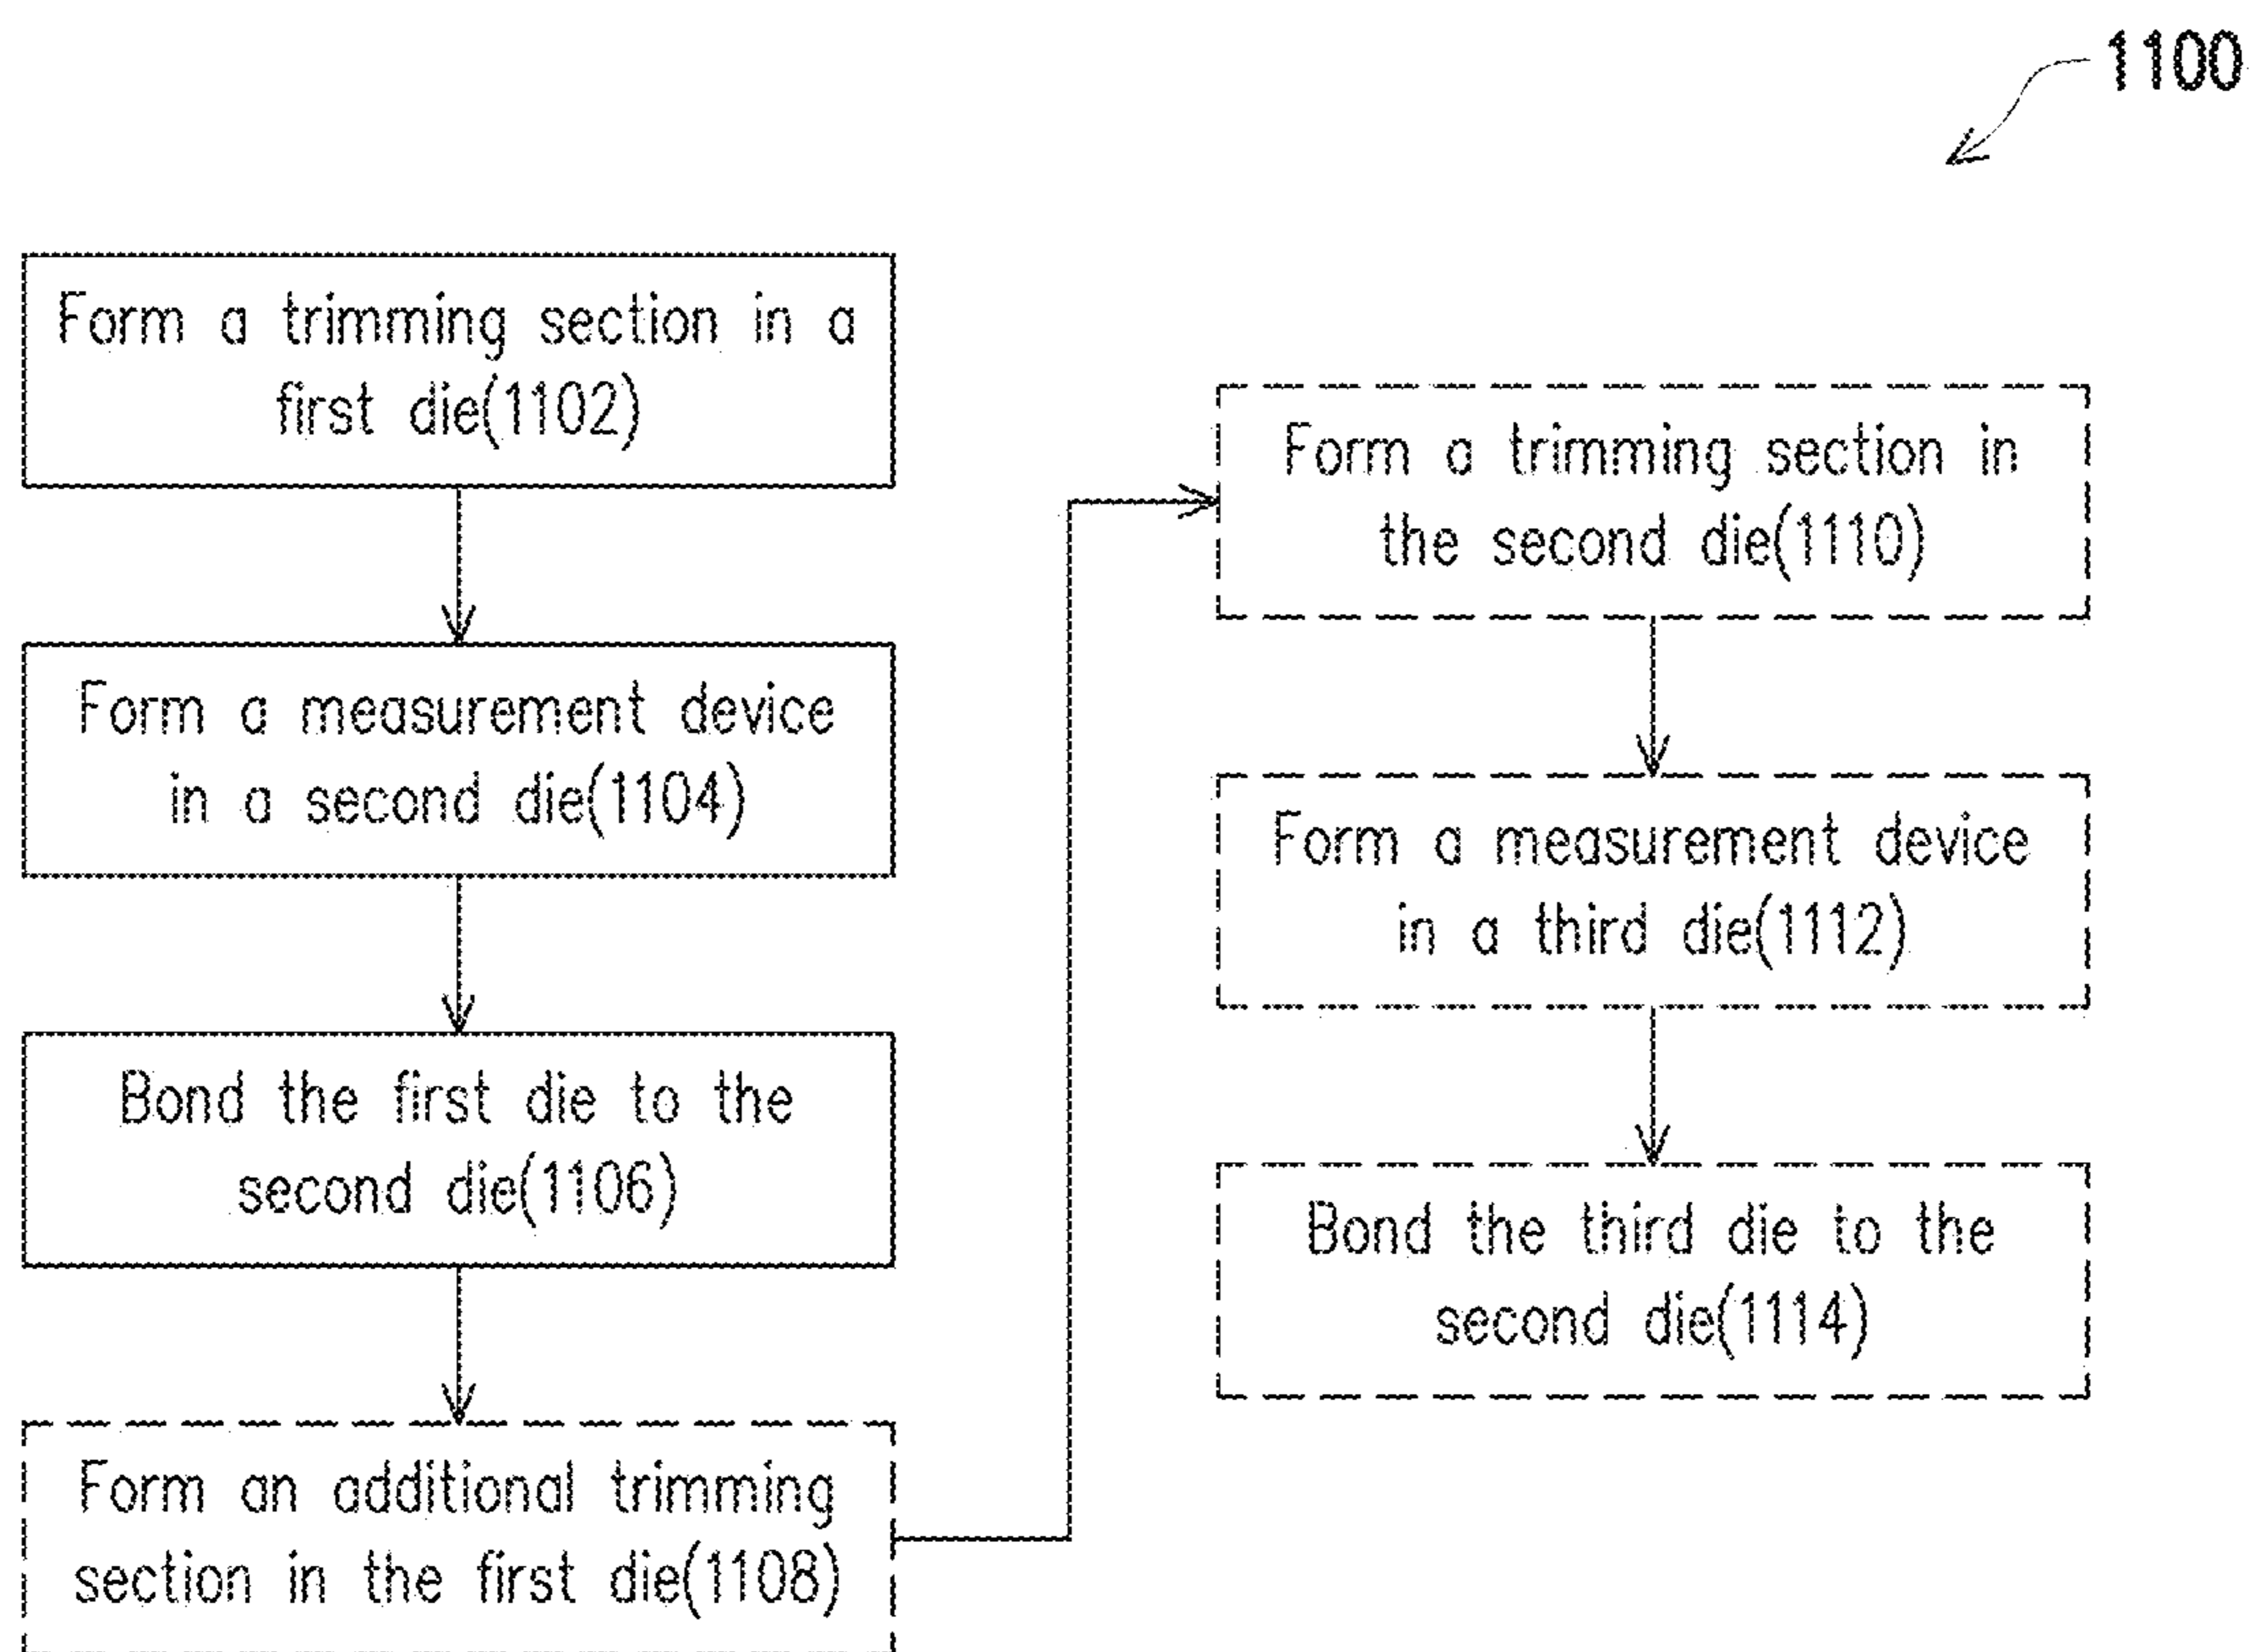 1100
Form a trimming section in a
first die(1102)
Form a measurement device
in a second die(1104)
Bond the first die to the
second die(1106)
Form an additional trimming
section in the first die(1108)
Form a trimming section in
the second die(1110)
Form a measurement device
in a third die(1112)
Bond the third die to the
second die(1114)